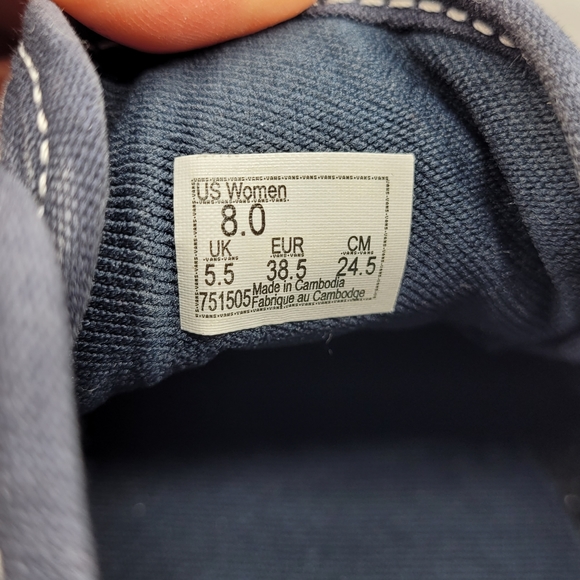 US Women
8.0
UK EUR CM
5.5 38.5 24.5
751505 Made in Cambodia
Fabrique au Cambodge